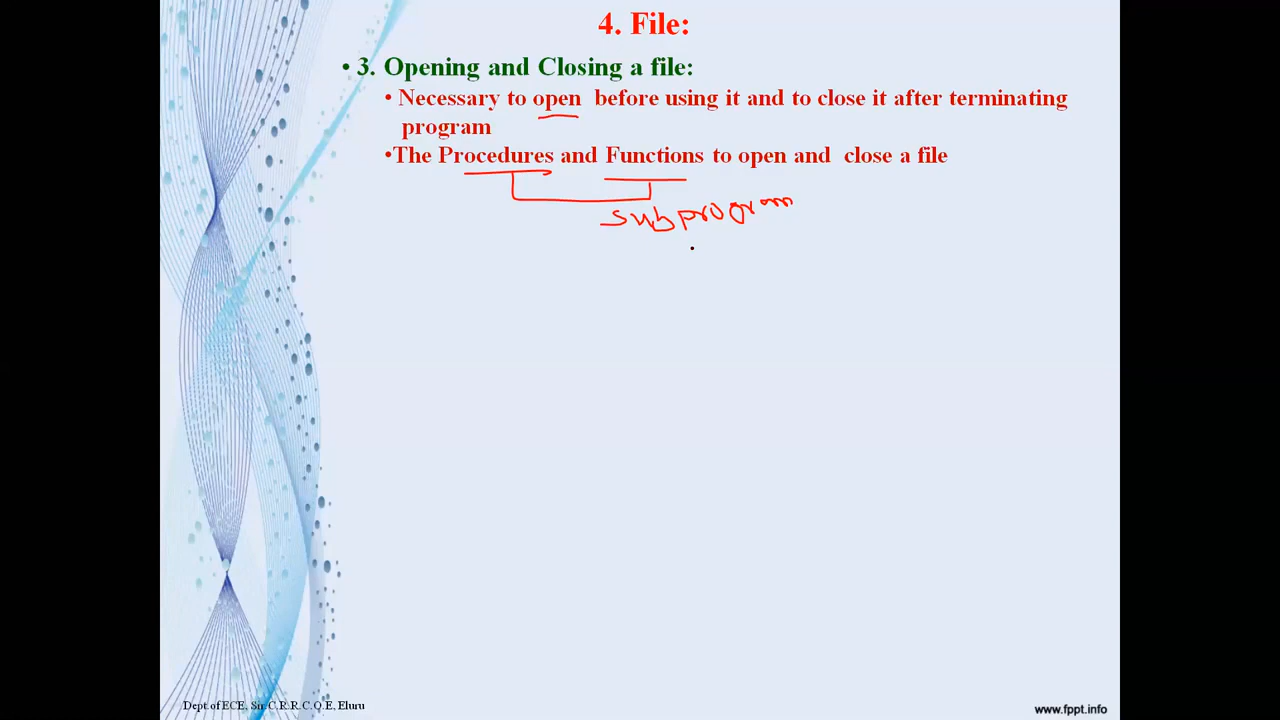 4. File:
• 3. Opening and Closing a file:
• Necessary to open before using it and to close it after terminating
program
•The Procedures and Functions to open and close a file
subprogram
Dept.of ECE, Sir.C.R.R.C.O.E, Eluru
www.fppt.info